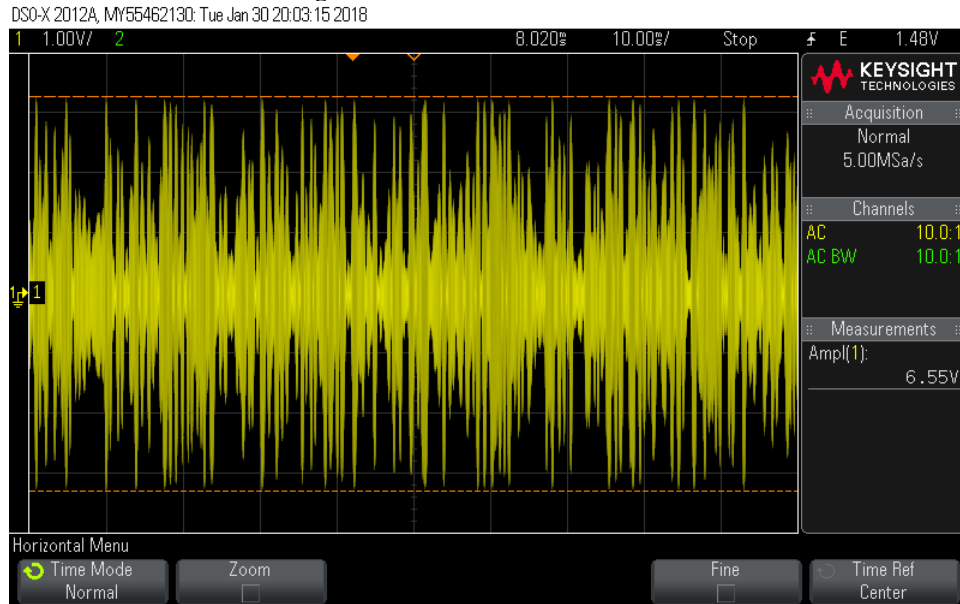 DSO-X 2012A, MY55462130: Tue Jan 30 20:03:15 2018
1 1.00V/ 2 8.020s 10.00s/ Stop E 1.48V
KEYSIGHT
TECHNOLOGIES
Acquisition
Normal
5.00MSa/s
Channels
AC 10.0:1
AC BW 10.0:1
1
Measurements
Ampl(1):
6.55V
Horizontal Menu
Time Mode
Normal
Zoom
Fine
Time Ref
Center